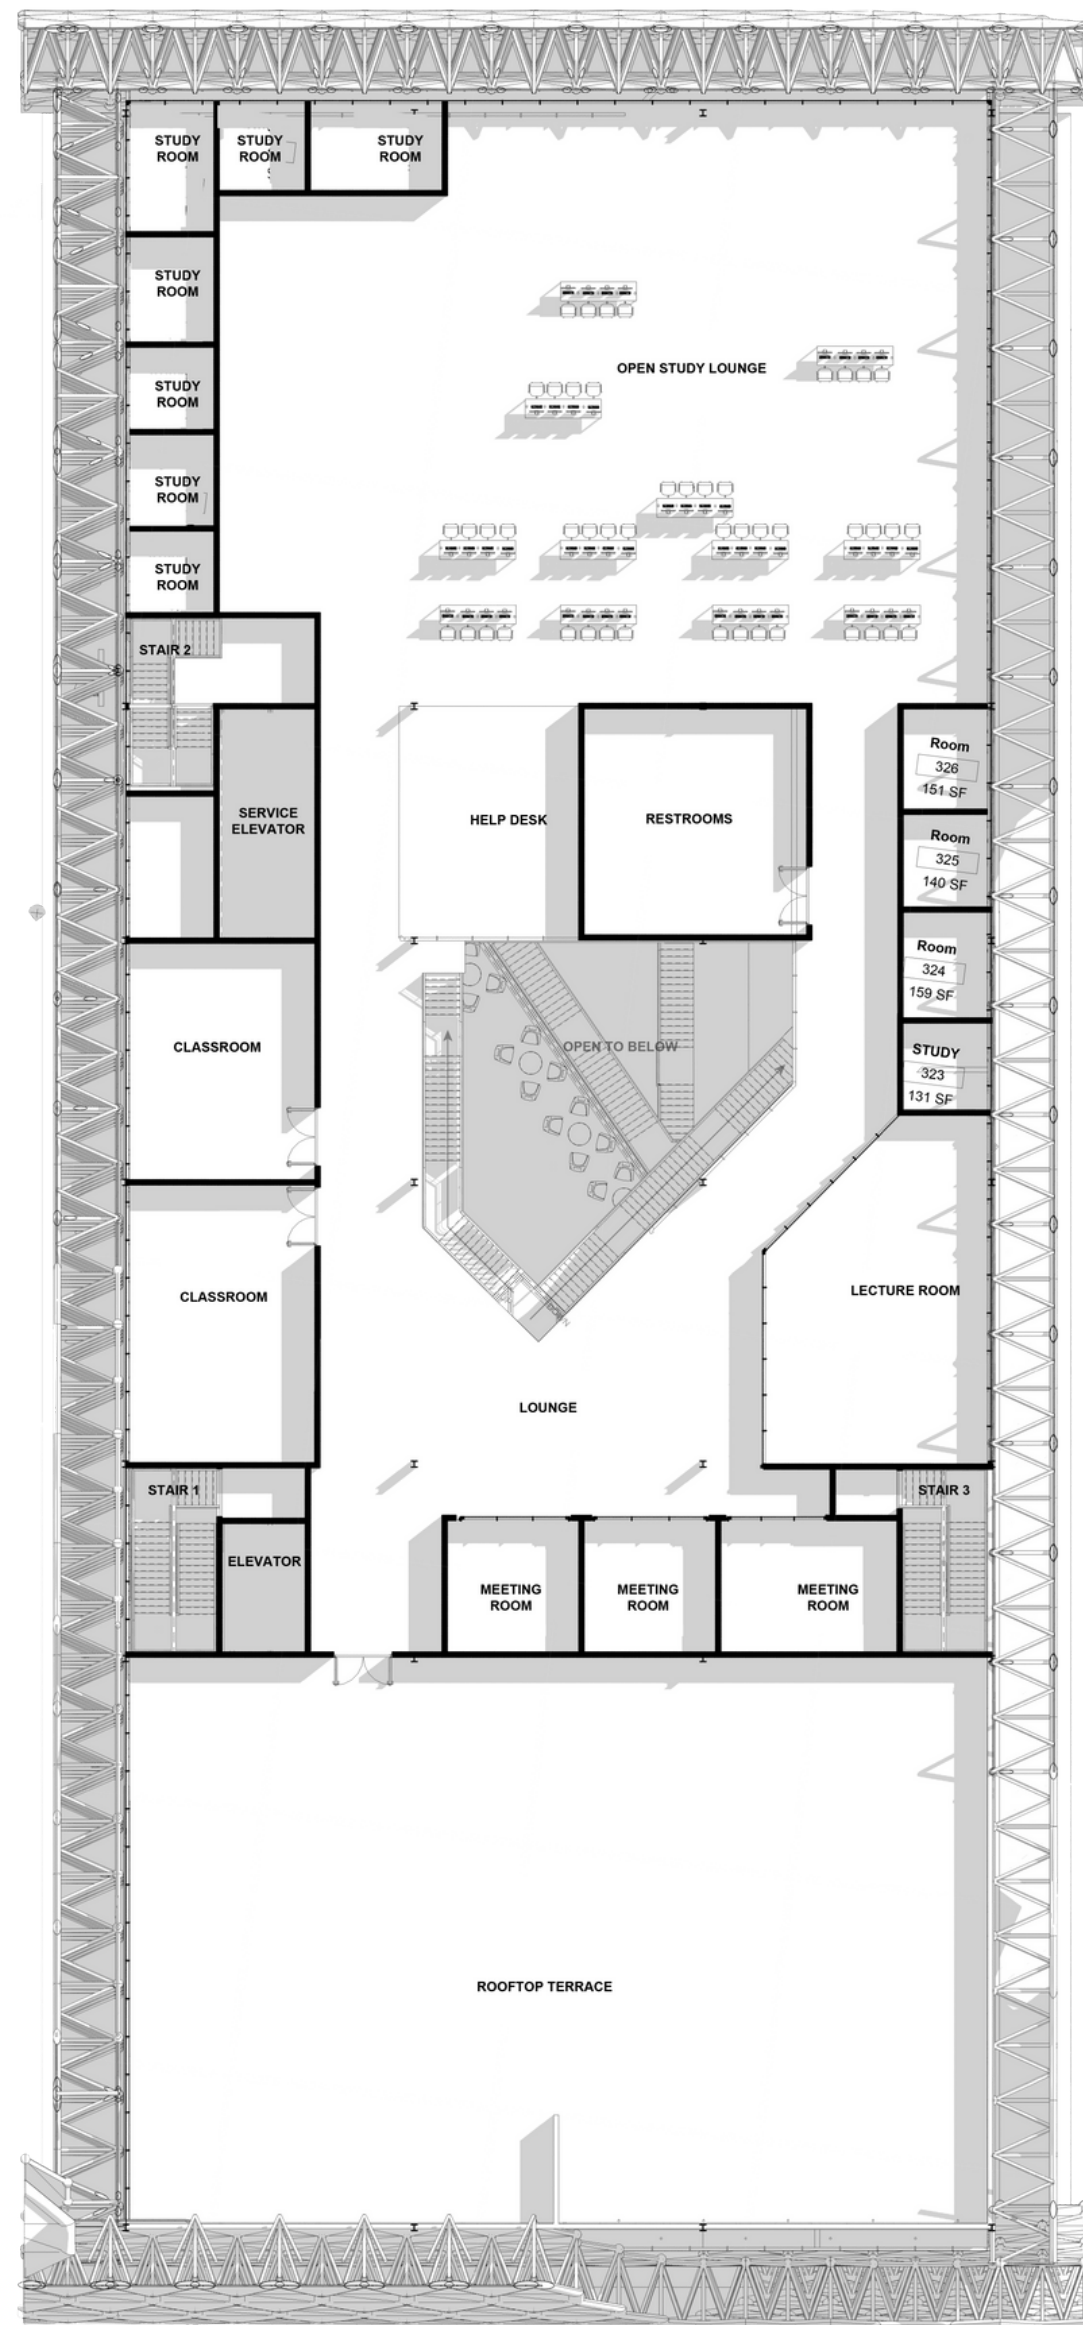 STUDY
ROOM
STUDY
ROOM
STUDY
ROOM
STUDY
ROOM
OPEN STUDY LOUNGE
STUDY
ROOM
STUDY
ROOM
STUDY
ROOM
STAIR 2
Room
326
151 SF
SERVICE
ELEVATOR
HELP DESK
RESTROOMS
Room
325
140 SF
Room
324
159 SF
CLASSROOM
OPEN TO BELOW
STUDY
323
131 SF
CLASSROOM
LECTURE ROOM
DOWN
LOUNGE
STAIR 1
STAIR 3
ELEVATOR
MEETING
ROOM
MEETING
ROOM
MEETING
ROOM
ROOFTOP TERRACE